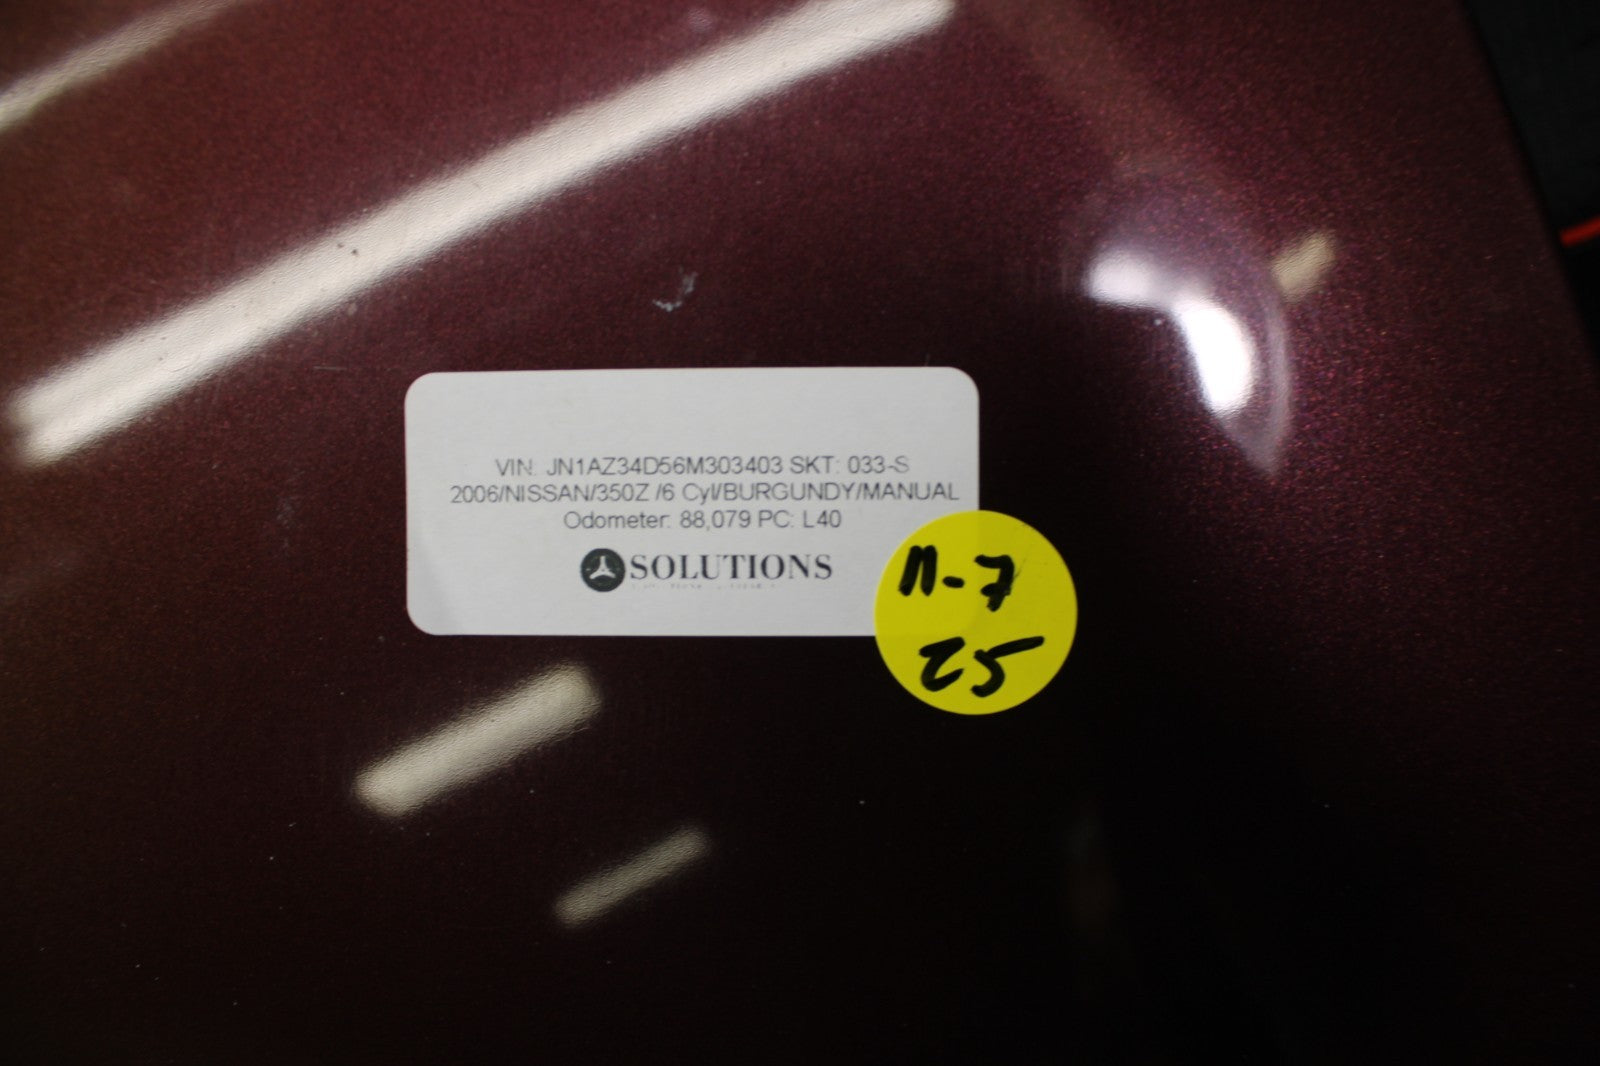 VIN: JN1AZ34D56M303403 SKT: 033-S
2006/NISSAN/350Z /6 Cyl/BURGUNDY/MANUAL
Odometer: 88,079 PC: L40
SOLUTIONS
n-7
25